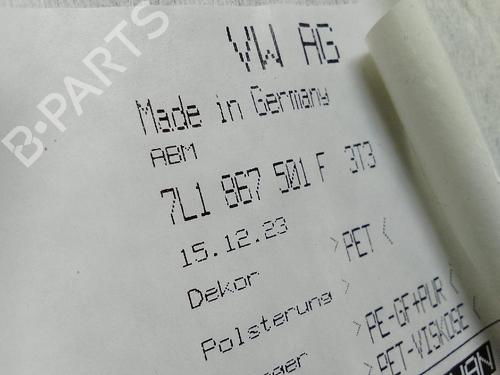 B-PARTS
VW AG
Made in Germany
ABM
7L1 867 501 F 3T3
15.12.23
Dekor >PET<
Polsterung >PE-GF+PUR<
>PET-VISKOSE<